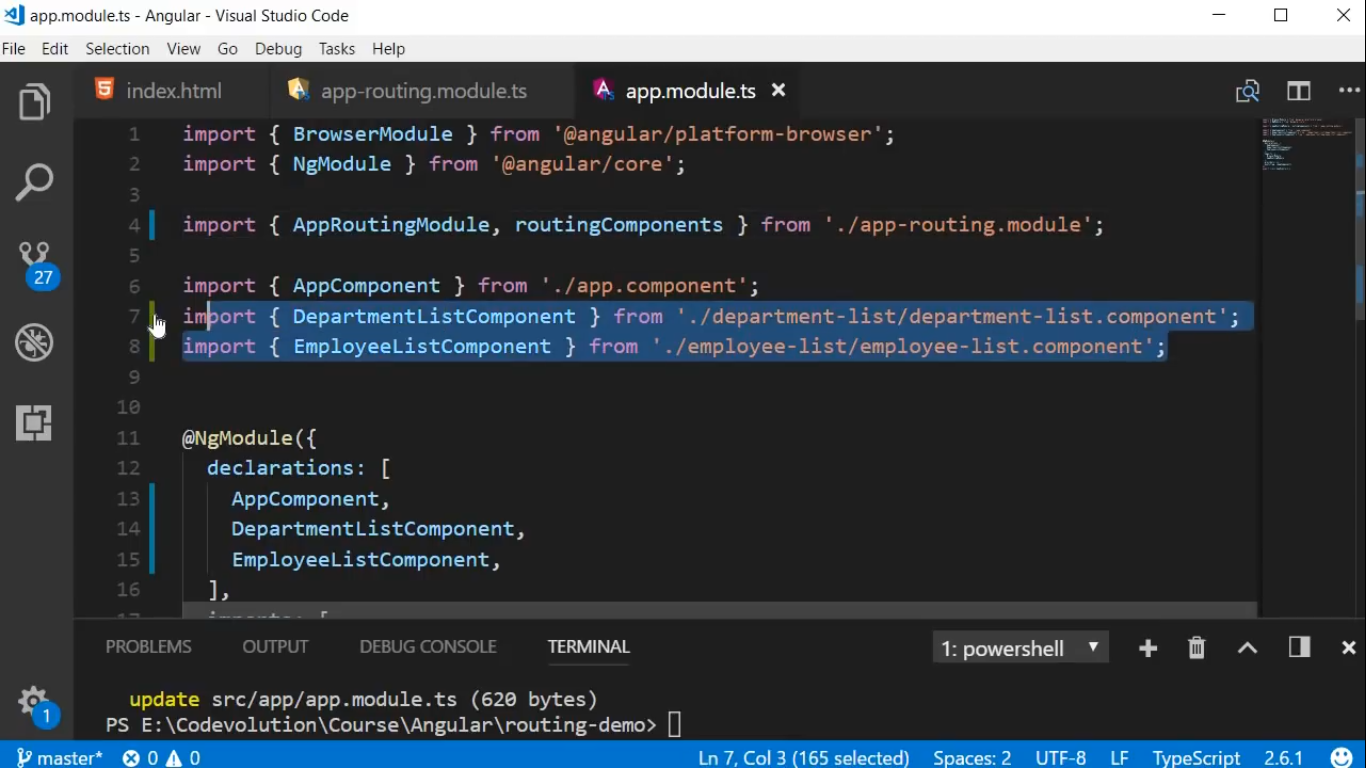 app.module.ts - Angular - Visual Studio Code
File Edit Selection View Go Debug Tasks Help
index.html app-routing.module.ts app.module.ts
1 import { BrowserModule } from '@angular/platform-browser';
2 import { NgModule } from '@angular/core';
3
4 import { AppRoutingModule, routingComponents } from './app-routing.module';
5
6 import { AppComponent } from './app.component';
7 import { DepartmentListComponent } from './department-list/department-list.component';
8 import { EmployeeListComponent } from './employee-list/employee-list.component';
9
10
11 @NgModule({
12 declarations: [
13 AppComponent,
14 DepartmentListComponent,
15 EmployeeListComponent,
16 ],
17 imports: [
27
PROBLEMS OUTPUT DEBUG CONSOLE TERMINAL 1: powershell
update src/app/app.module.ts (620 bytes)
PS E:\Codevolution\Course\Angular\routing-demo>
1
master* 0 0 Ln 7, Col 3 (165 selected) Spaces: 2 UTF-8 LF TypeScript 2.6.1